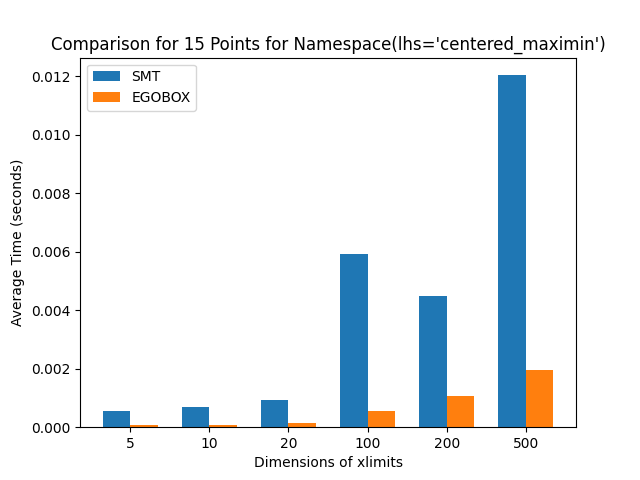 Comparison for 15 Points for Namespace(lhs='centered_maximin')
SMT
EGOBOX
Average Time (seconds)
0.012
0.010
0.008
0.006
0.004
0.002
0.000
5 10 20 100 200 500
Dimensions of xlimits